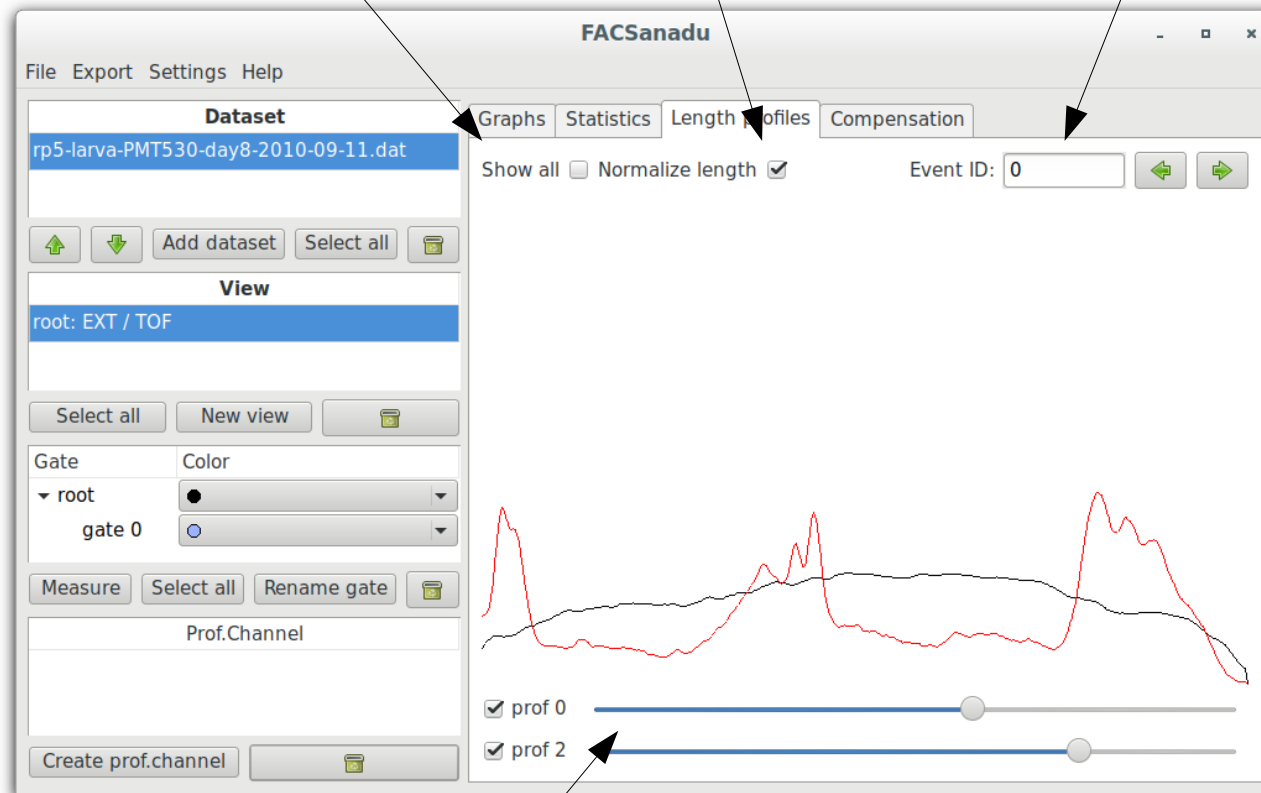 FACSanadu
File Export Settings Help
Dataset
rp5-larva-PMT530-day8-2010-09-11.dat
Add dataset Select all
View
root: EXT / TOF
Select all New view
Gate Color
root
gate 0
Measure Select all Rename gate
Prof.Channel
Create prof.channel
Graphs Statistics Length profiles Compensation
Show all Normalize length Event ID: 0
prof 0
prof 2